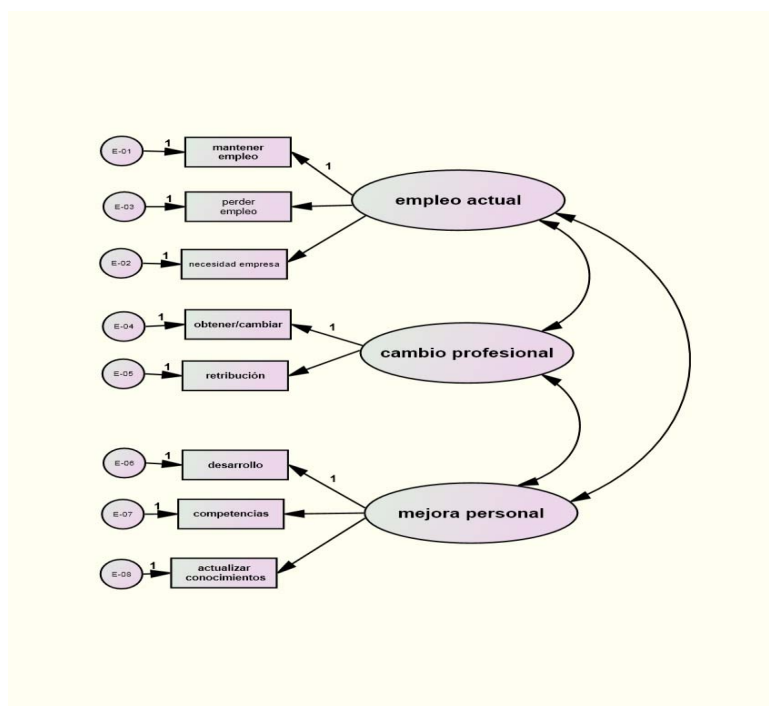 E-01
1
mantener
empleo
1
E-03
1
perder
empleo
empleo actual
E-02
1
necesidad empresa
E-04
1
obtener/cambiar
1
cambio profesional
E-05
1
retribución
E-06
1
desarrollo
1
E-07
1
competencias
mejora personal
E-08
1
actualizar
conocimientos